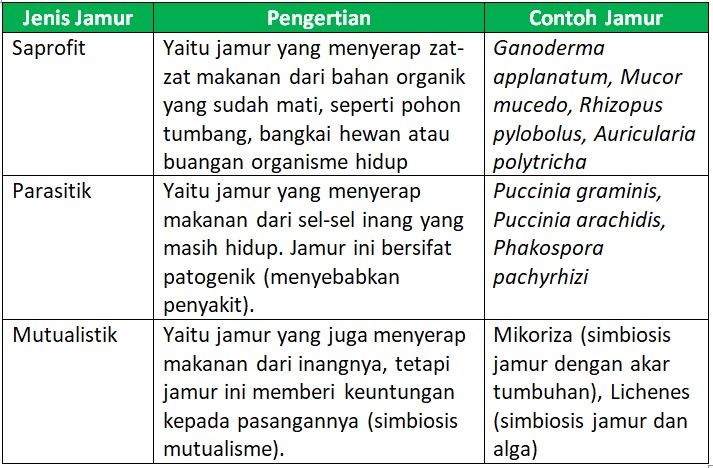 Jenis Jamur
Pengertian
Contoh Jamur
Saprofit
Yaitu jamur yang menyerap zat-
zat makanan dari bahan organik
yang sudah mati, seperti pohon
tumbang, bangkai hewan atau
buangan organisme hidup
Ganoderma
applanatum, Mucor
mucedo, Rhizopus
pylobolus, Auricularia
polytricha
Parasitik
Yaitu jamur yang menyerap
makanan dari sel-sel inang yang
masih hidup. Jamur ini bersifat
patogenik (menyebabkan
penyakit).
Puccinia graminis,
Puccinia arachidis,
Phakospora
pachyrhizi
Mutualistik
Yaitu jamur yang juga menyerap
makanan dari inangnya, tetapi
jamur ini memberi keuntungan
kepada pasangannya (simbiosis
mutualisme).
Mikoriza (simbiosis
jamur dengan akar
tumbuhan), Lichenes
(simbiosis jamur dan
alga)